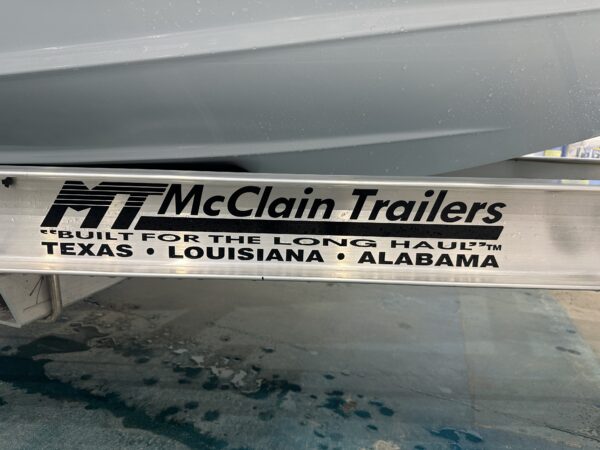 MT McClain Trailers
"BUILT FOR THE LONG HAUL"™
TEXAS • LOUISIANA • ALABAMA